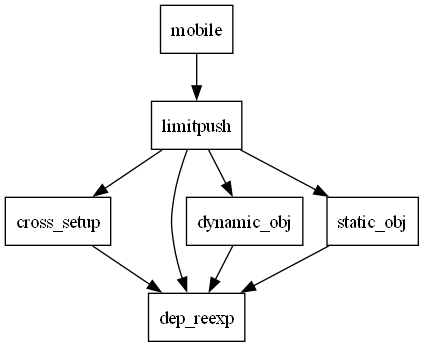 mobile
limitpush
cross_setup
dynamic_obj
static_obj
dep_reexp